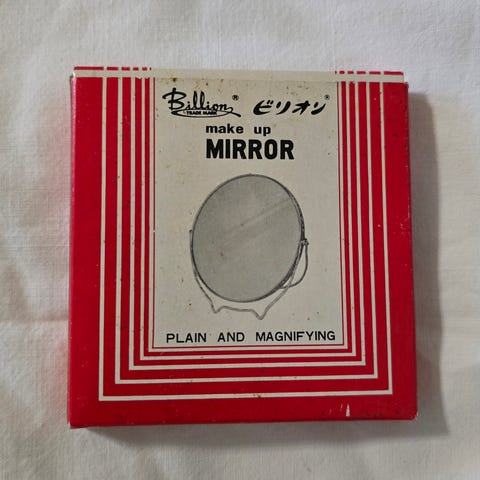 Billion® ビリオン®
TRADE MARK
make up
MIRROR
PLAIN AND MAGNIFYING